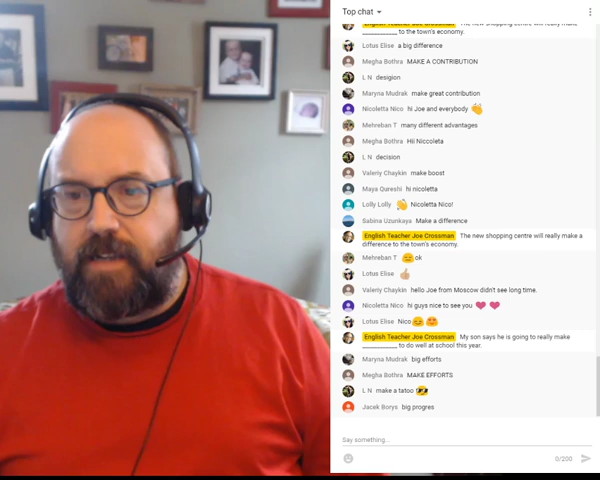 Top chat
English Teacher Joe Crossman The new shopping centre will really make
__________ to the town's economy.
Lotus Elise a big difference
Megha Bothra MAKE A CONTRIBUTION
L N desigion
Maryna Mudrak make great contribution
Nicoletta Nico hi Joe and everybody 👏
Mehreban T many different advantages
Megha Bothra Hii Niccoleta
L N decision
Valeriy Chaykin make boost
Maya Qureshi hi nicoletta
Lolly Lolly 👋 Nicoletta Nico!
Sabina Uzunkaya Make a difference
English Teacher Joe Crossman The new shopping centre will really make a
difference to the town's economy.
Mehreban T 😑 ok
Lotus Elise 👍
Valeriy Chaykin hello Joe from Moscow didn't see long time.
Nicoletta Nico hi guys nice to see you 💗 💗
Lotus Elise Nico 😊 😍
English Teacher Joe Crossman My son says he is going to really make
__________ to do well at school this year.
Maryna Mudrak big efforts
Megha Bothra MAKE EFFORTS
L N make a tatoo 😎
Jacek Borys big progres
Say something...
0/200